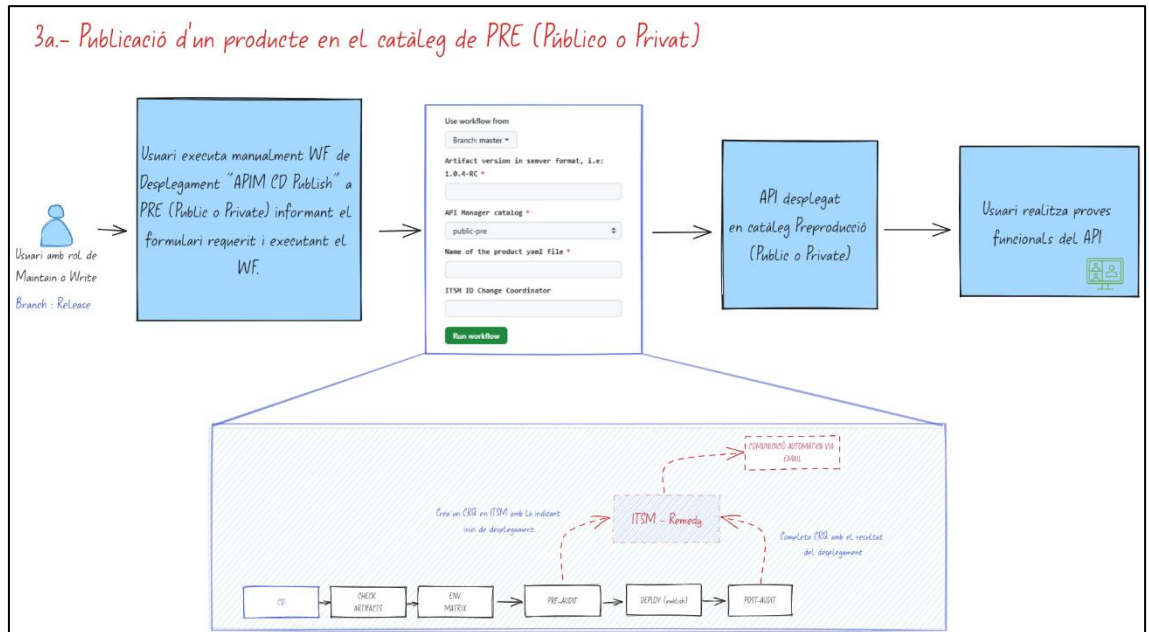 3a.- Publicació d'un producte en el catàleg de PRE (Público o Privat)
Usuari amb rol de
Maintain o Write
Branch : Release
Usuari executa manualment WF de
Desplegament "APIM CD Publish" a
PRE (Public o Private) informant el
formulari requerit i executant el
WF.
Use workflow from
Branch: master
Artifact version in semver format, i.e:
1.0.4-RC *
API Manager catalog *
public-pre
Name of the product yaml file *
ITSM ID Change Coordinator
Run workflow
API desplegat
en catàleg Preproducció
(Public o Private)
Usuari realitza proves
funcionals del API
COMUNICACIÓ AUTOMÀTICA VIA
EMAIL
Crea un CRQ en ITSM amb la indicant
inici de desplegament.
ITSM - Remedy
Completa CRQ amb el resultat
del desplegament
CD
CHECK
ARTIFACTS
ENV.
MATRIX
PRE-AUDIT
DEPLOY (publish)
POST-AUDIT